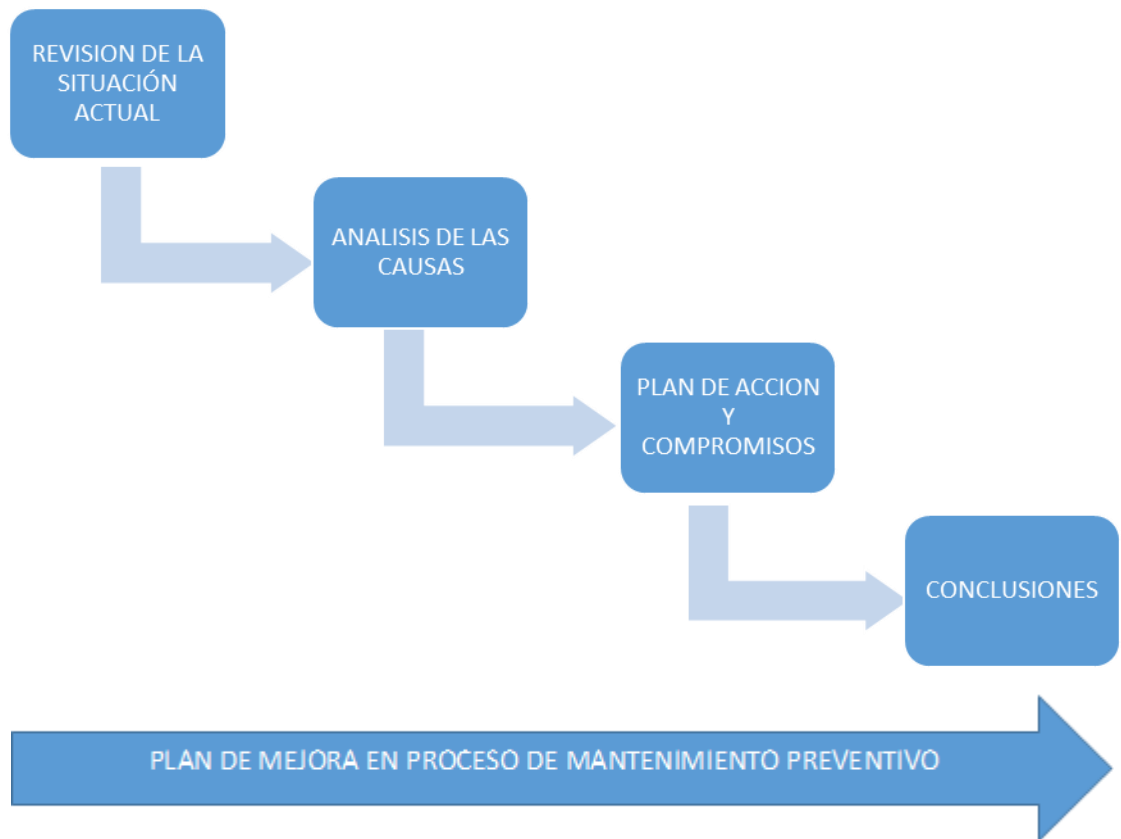 REVISION DE LA
SITUACIÓN
ACTUAL
ANALISIS DE LAS
CAUSAS
PLAN DE ACCION
Y
COMPROMISOS
CONCLUSIONES
PLAN DE MEJORA EN PROCESO DE MANTENIMIENTO PREVENTIVO